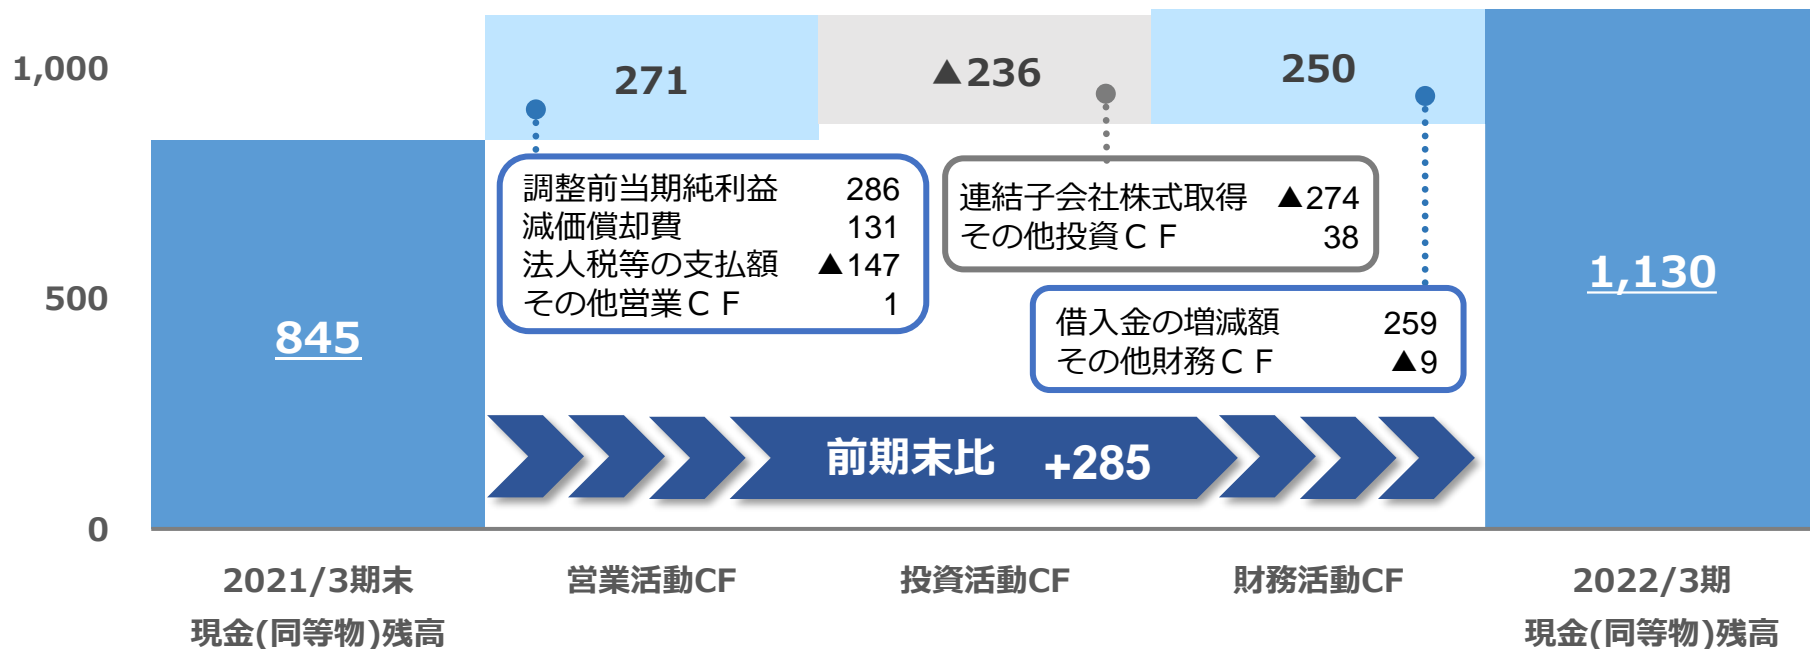 1,000
500
0
845
271
▲236
250
1,130
調整前当期純利益 286
減価償却費 131
法人税等の支払額 ▲147
その他営業ＣＦ 1
連結子会社株式取得 ▲274
その他投資ＣＦ 38
借入金の増減額 259
その他財務ＣＦ ▲9
前期末比 +285
2021/3期末
現金(同等物)残高
営業活動CF
投資活動CF
財務活動CF
2022/3期
現金(同等物)残高